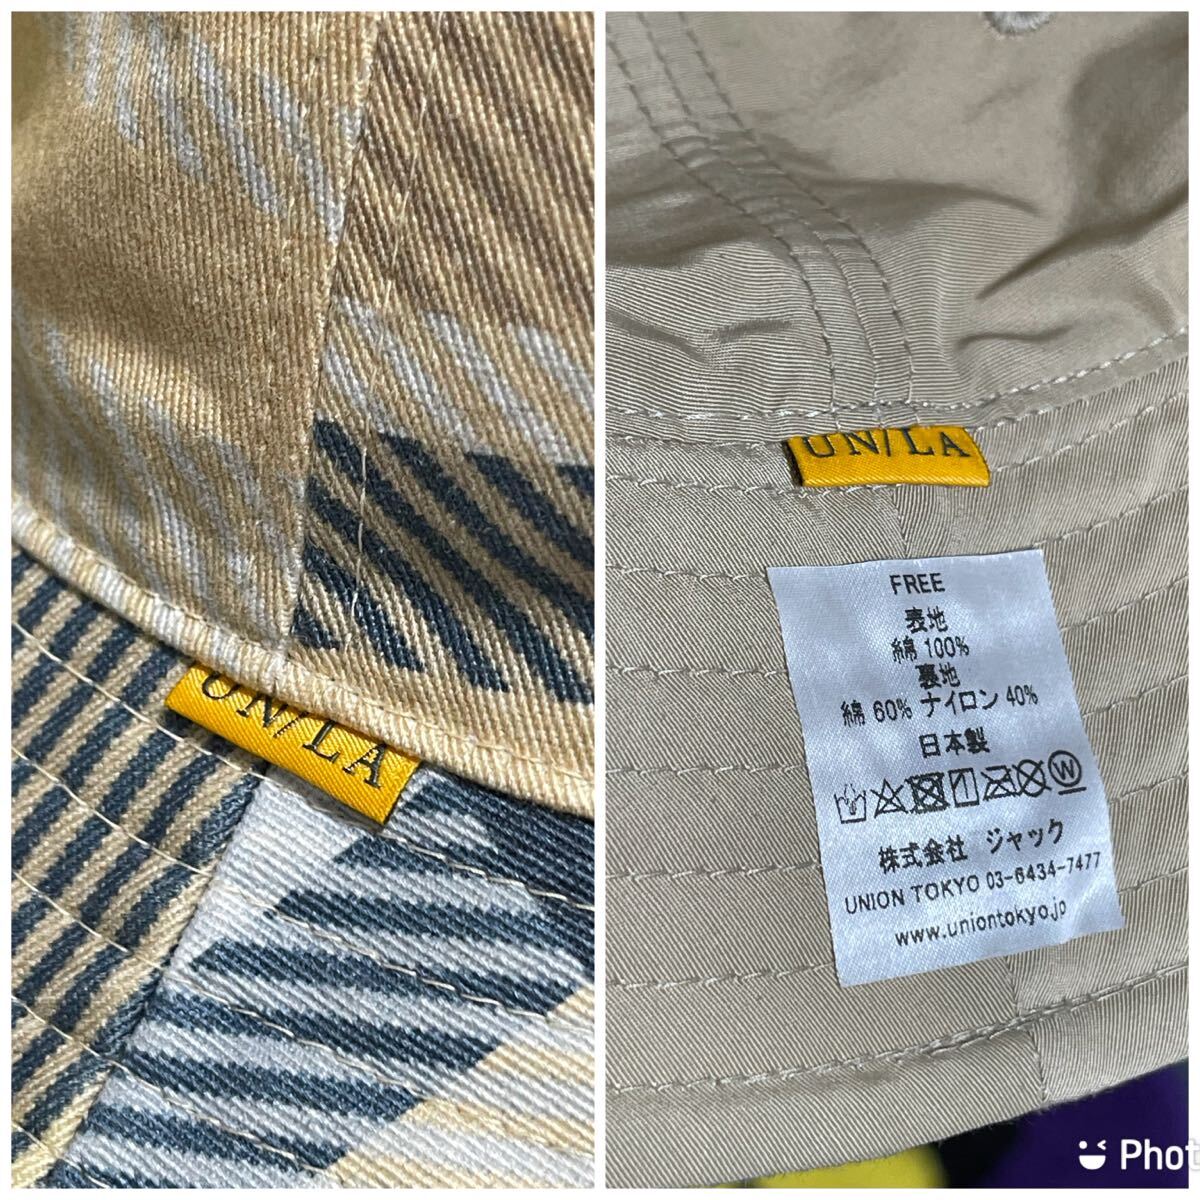 UN/LA
UN/LA
FREE
表地
綿 100%
裏地
綿 60% ナイロン 40%
日本製
W
株式会社 ジャック
UNION TOKYO 03-6434-7477
www.uniontokyo.jp
Phot